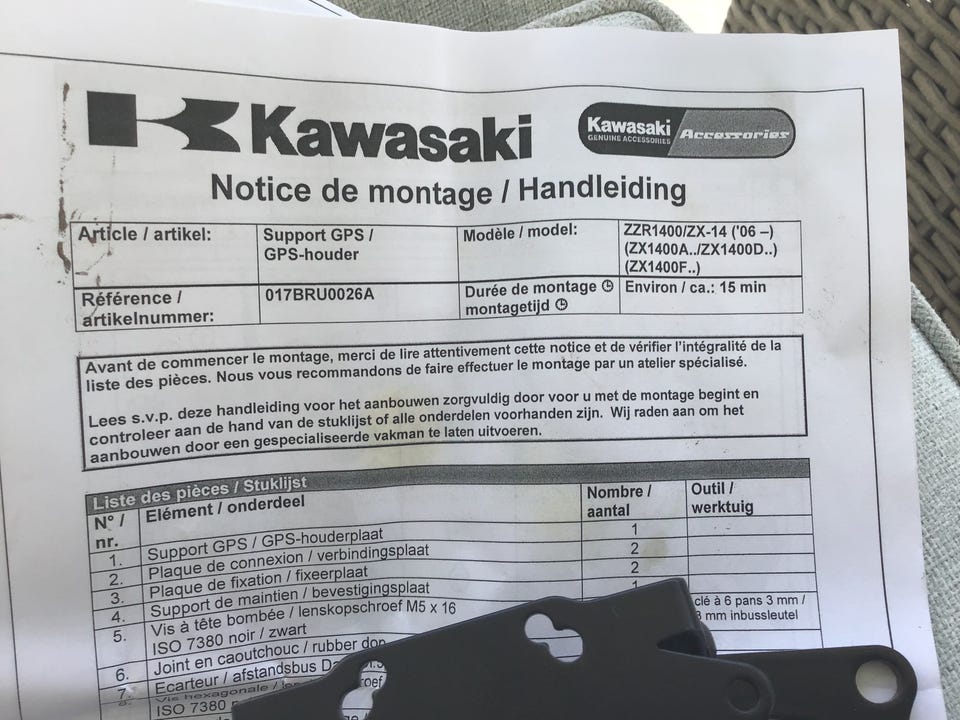 Kawasaki
Kawasaki
GENUINE ACCESSORIES
Accessories
Notice de montage / Handleiding
Article / artikel:
Support GPS /
GPS-houder
Modèle / model:
ZZR1400/ZX-14 ('06 –)
(ZX1400A../ZX1400D..)
(ZX1400F..)
Référence /
artikelnummer:
017BRU0026A
Durée de montage
montagetijd
Environ / ca.: 15 min
Avant de commencer le montage, merci de lire attentivement cette notice et de vérifier l'intégralité de la
liste des pièces. Nous vous recommandons de faire effectuer le montage par un atelier spécialisé.
Lees s.v.p. deze handleiding voor het aanbouwen zorgvuldig door voor u met de montage begint en
controleer aan de hand van de stuklijst of alle onderdelen voorhanden zijn. Wij raden aan om het
aanbouwen door een gespecialiseerde vakman te laten uitvoeren.
Liste des pièces / Stuklijst
N° /
nr.
Elément / onderdeel
Nombre /
aantal
Outil /
werktuig
1. Support GPS / GPS-houderplaat 1
2. Plaque de connexion / verbindingsplaat 2
3. Plaque de fixation / fixeerplaat 2
4. Support de maintien / bevestigingsplaat 1
5. Vis à tête bombée / lenskopschroef M5 x 16
ISO 7380 noir / zwart
clé à 6 pans 3 mm /
3 mm inbussleutel
6. Joint en caoutchouc / rubber
7. Ecarteur / afstandsbus
8. Vis hexagonale /
ISO 7380